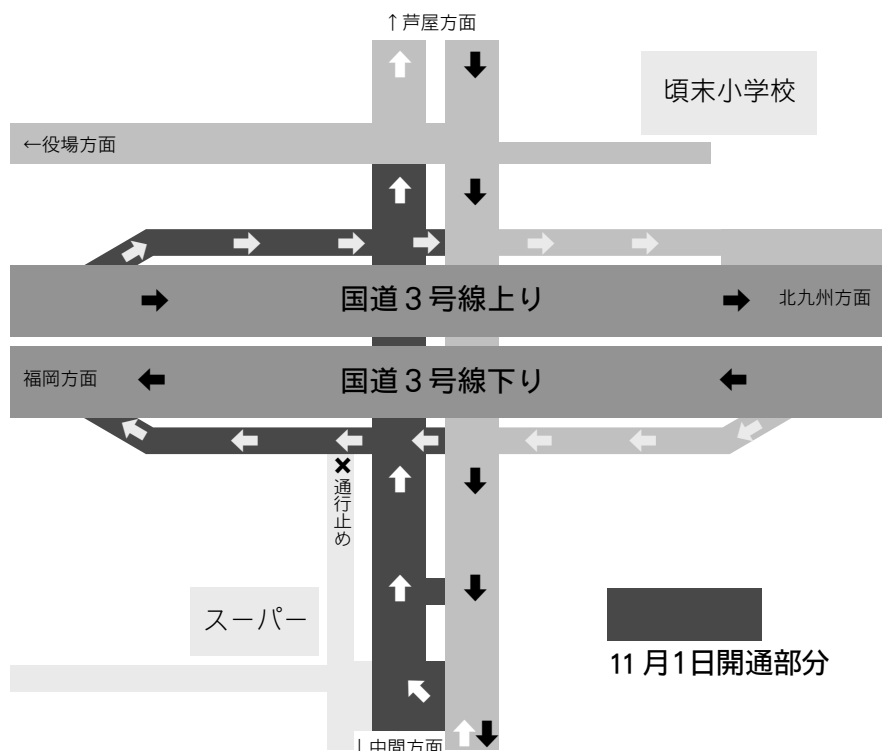 ↑芦屋方面
頃末小学校
←役場方面
国道3号線上り
北九州方面
福岡方面
国道3号線下り
通行止め
スーパー
11月1日開通部分
↓中間方面